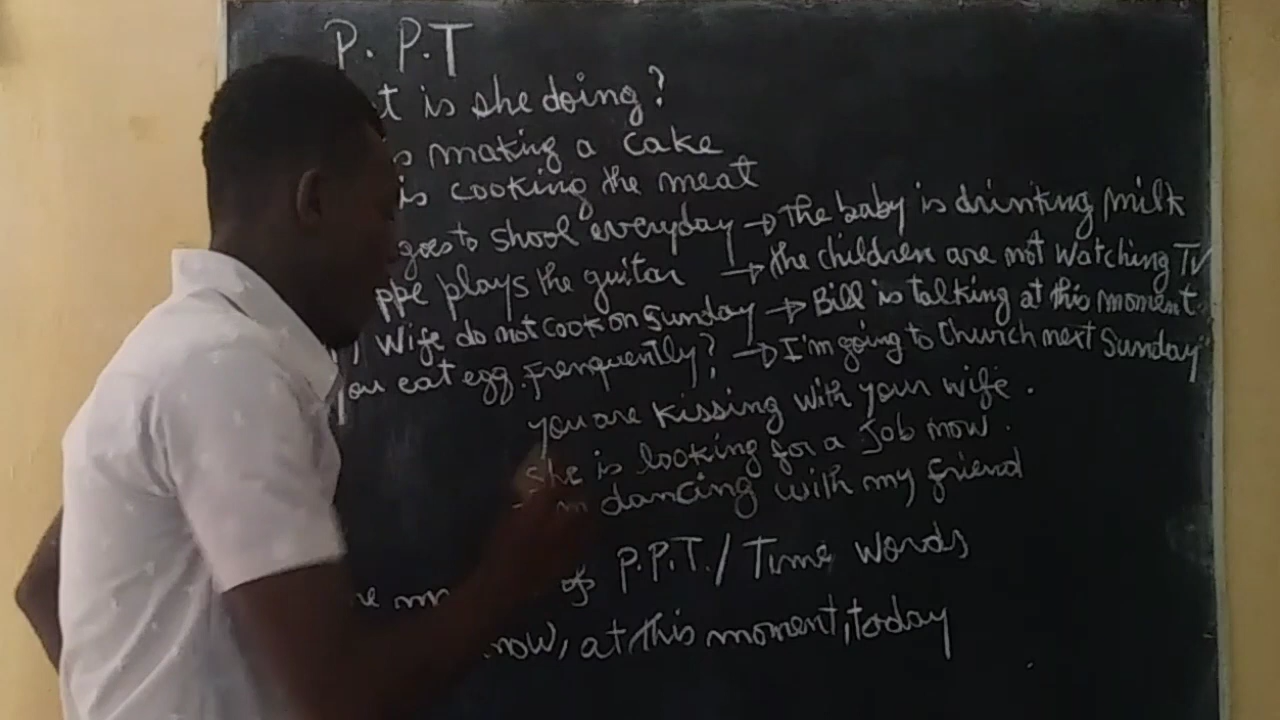 P. P.T
is she doing?
making a cake
is cooking the meat
goes to shool everyday → The baby is drinking milk
plays the guitar → the children are not watching TV
Wife do not cook on Sunday → Bill is talking at this moment.
you eat egg. Frenquently? → I'm going to Church next Sunday"
you are kissing with your wife.
she is looking for a Job now.
dancing with my friend
of P.P.T./ Time words
now, at this moment, today